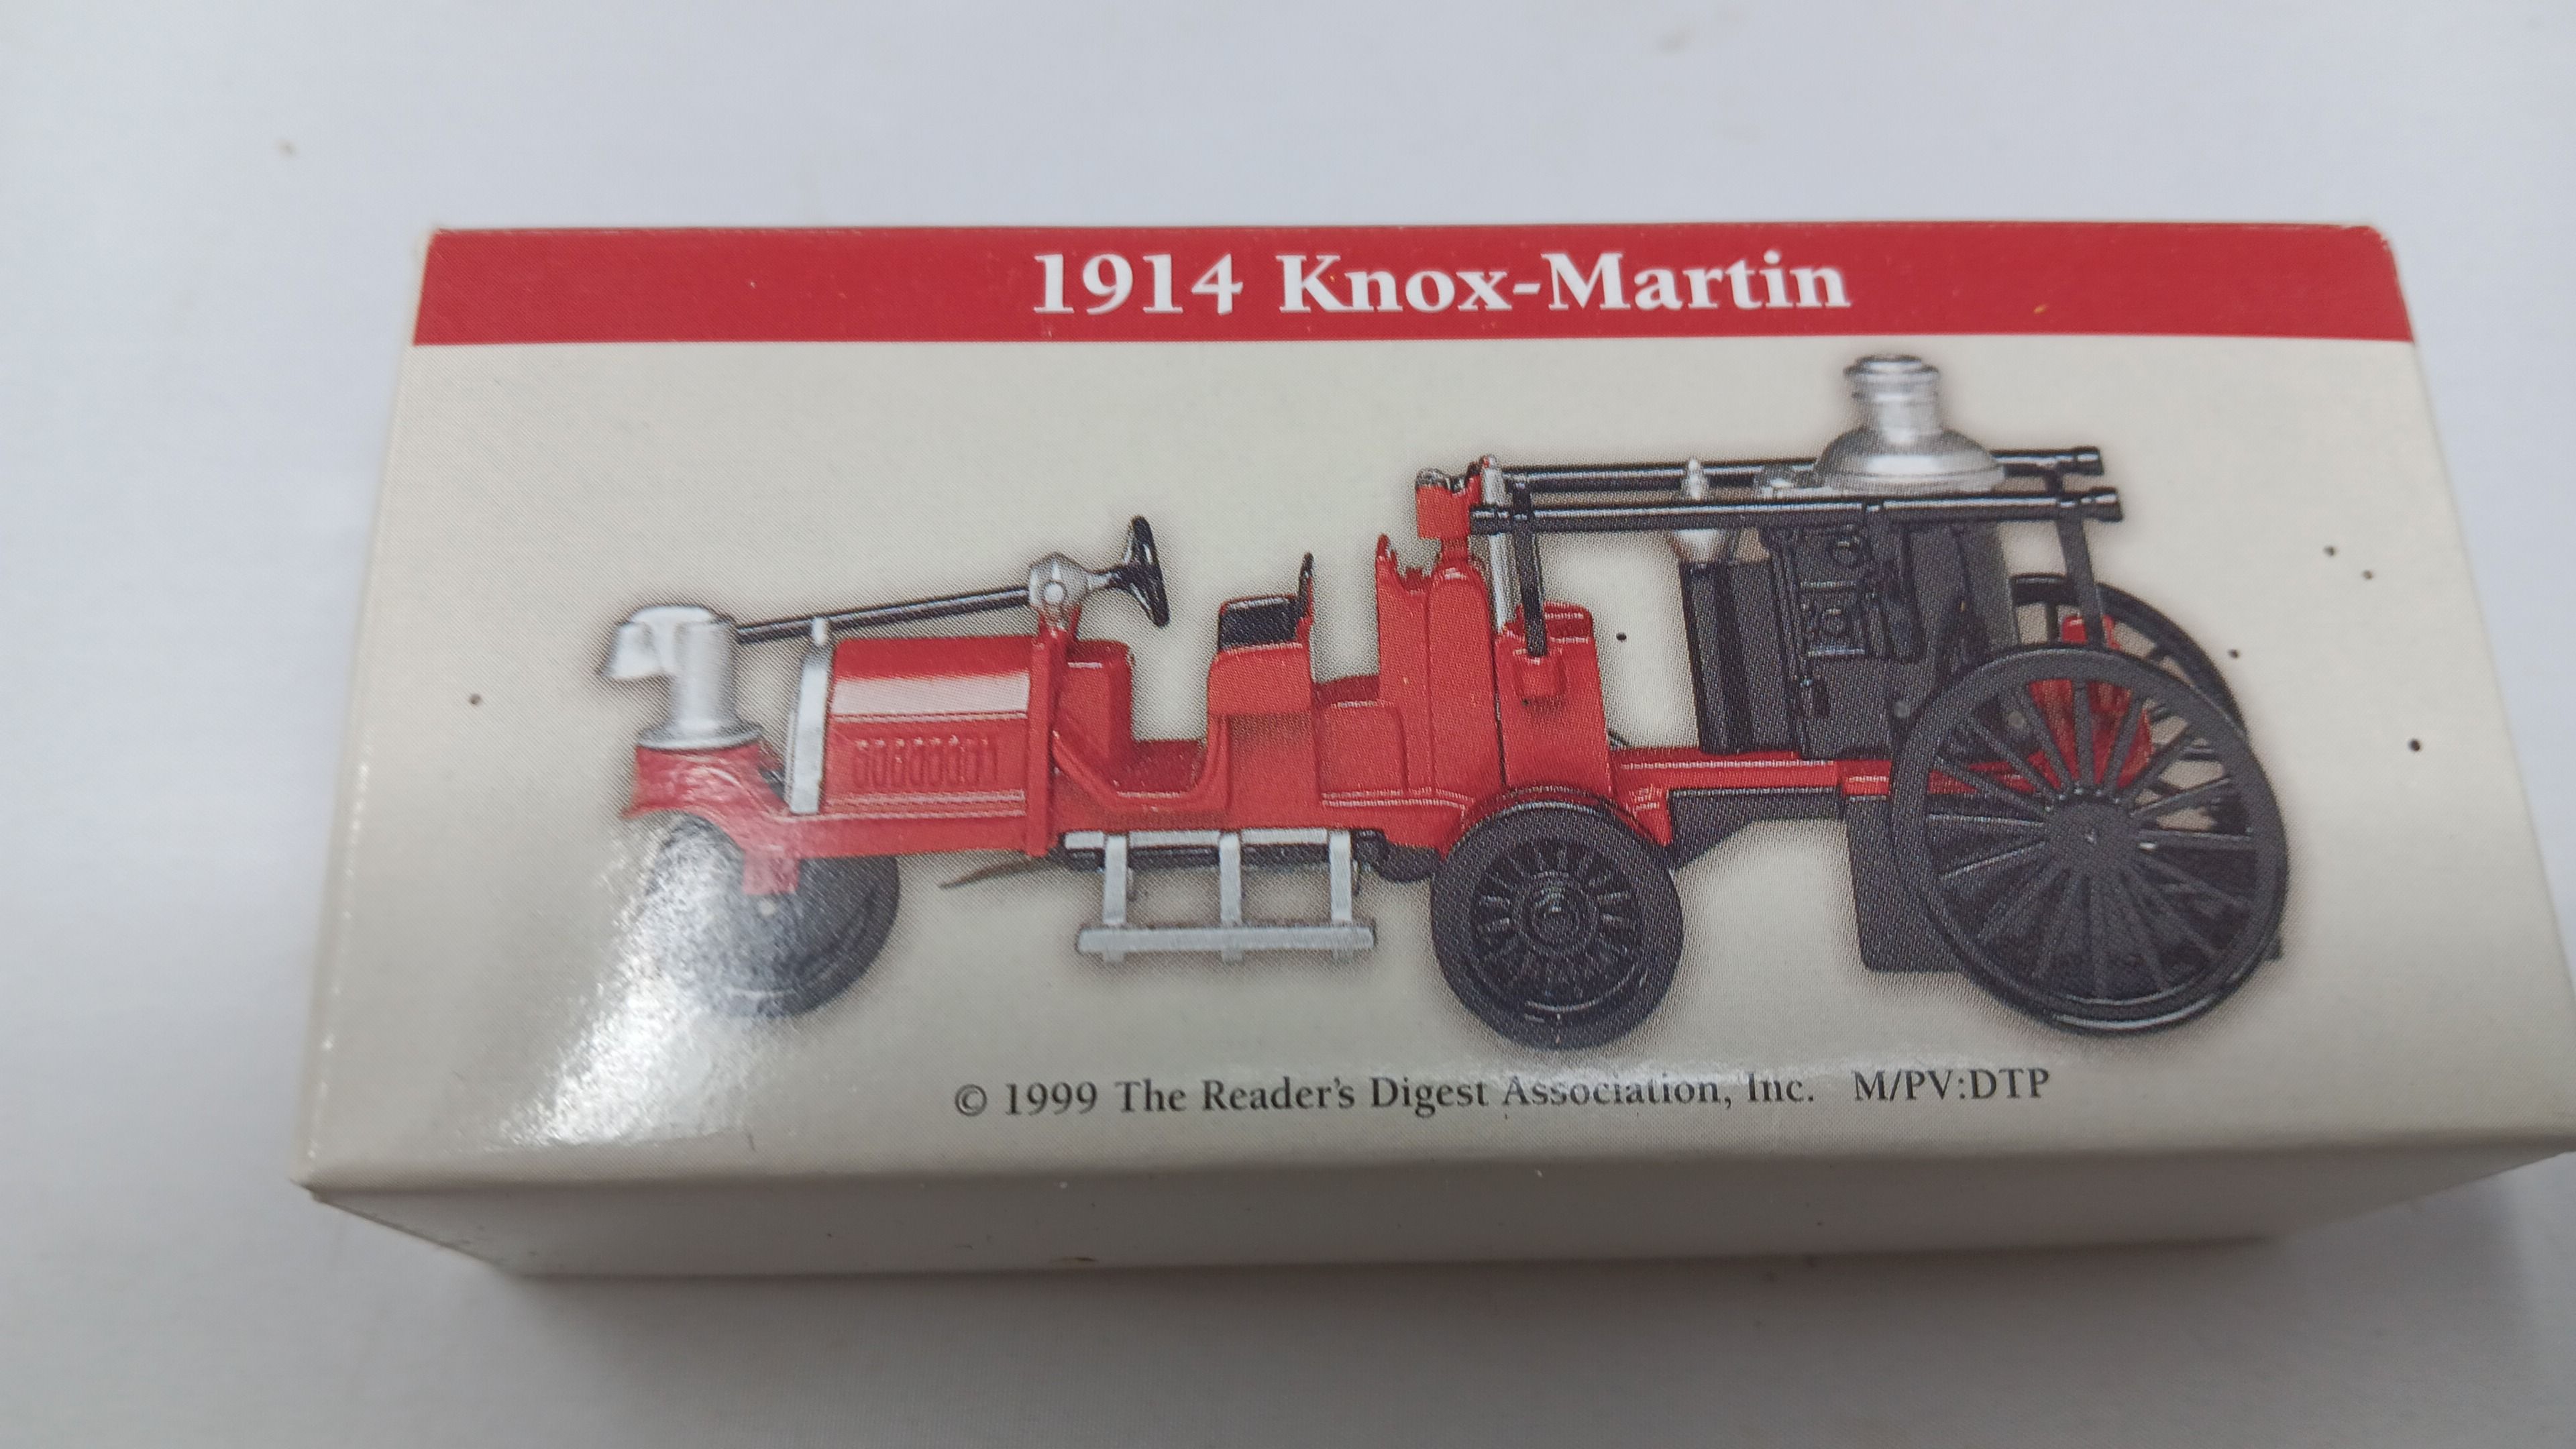 1914 Knox-Martin
© 1999 The Reader's Digest Association, Inc. M/PV:DTP